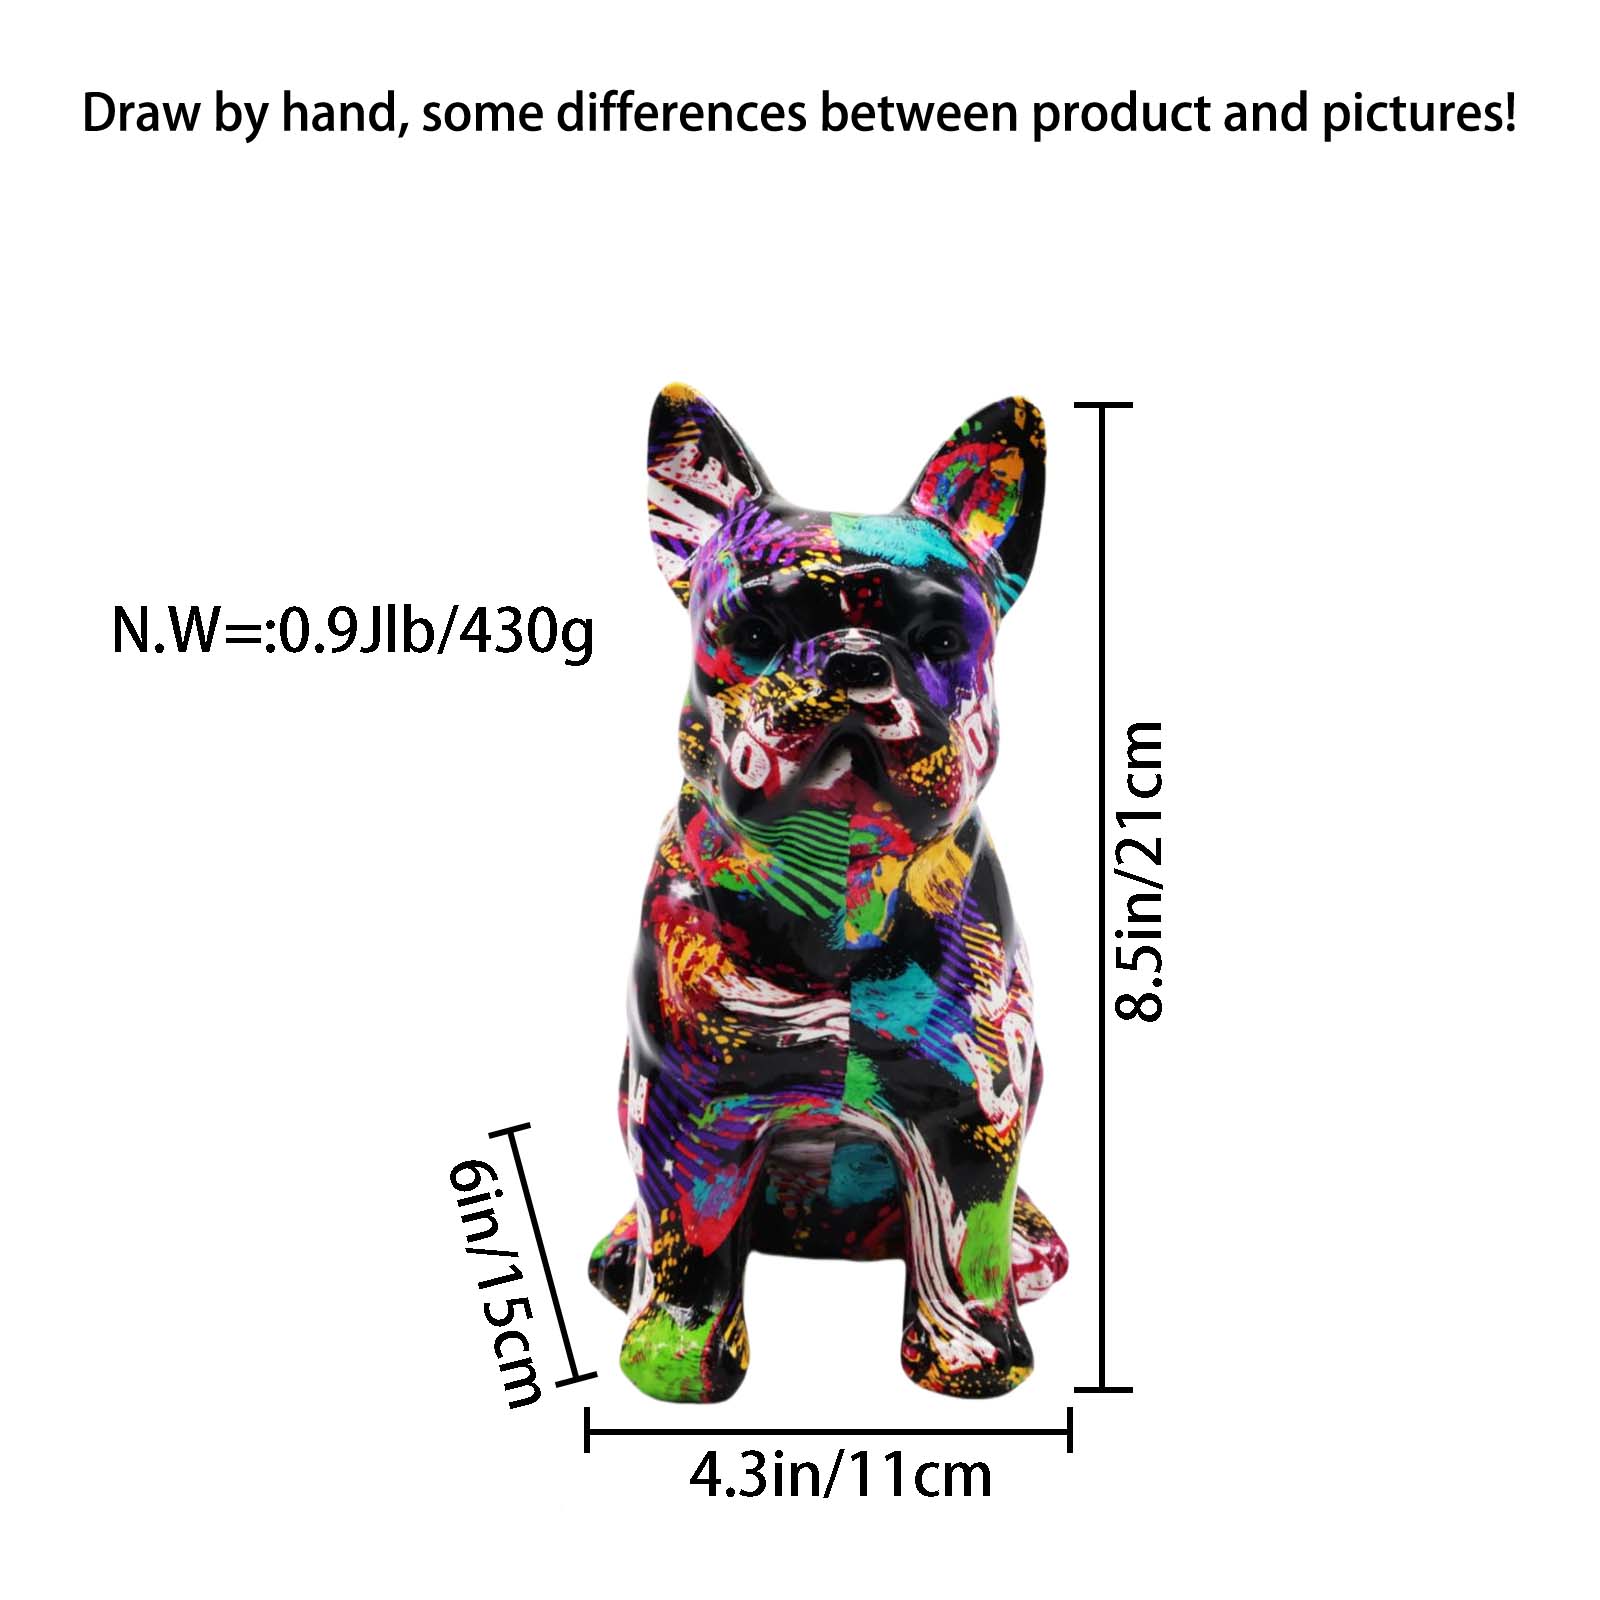 Draw by hand, some differences between product and pictures!
N.W=:0.9Jlb/430g
8.5in/21cm
6in/15cm
4.3in/11cm